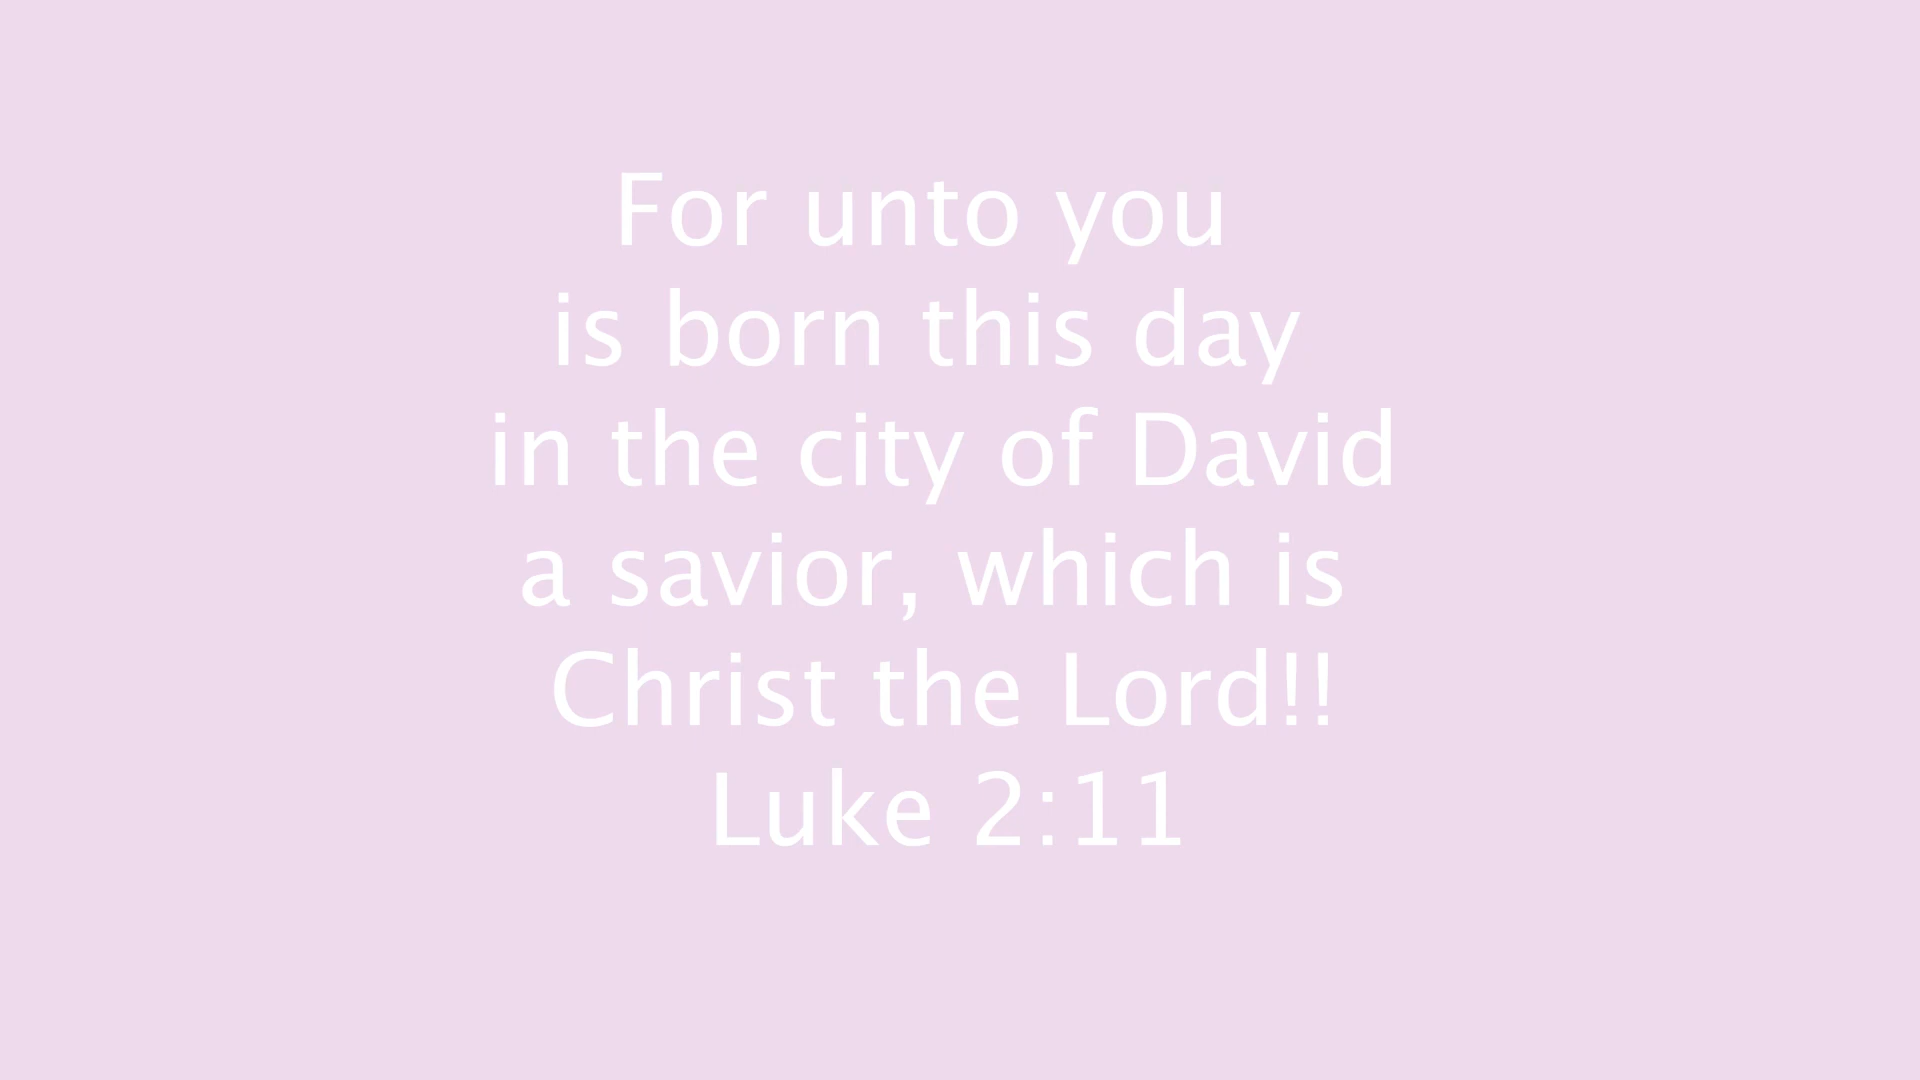 For unto you
is born this day
in the city of David
a savior, which is
Christ the Lord!!
Luke 2:11